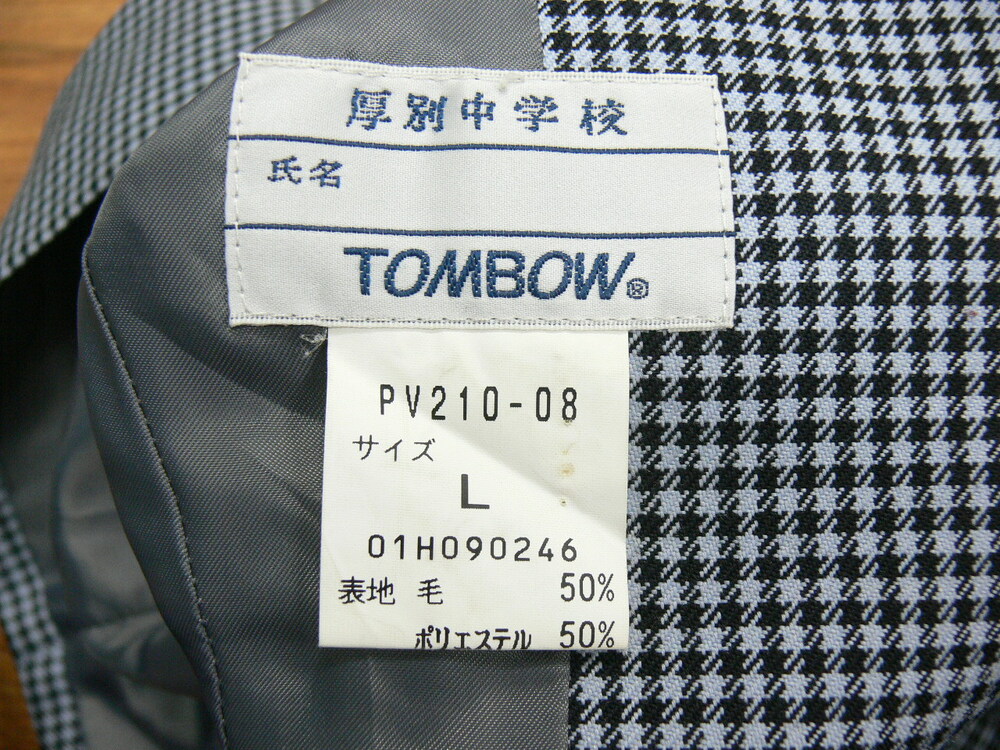 厚別中学校
氏名
TOMBOW®
PV210-08
サイズ
L
01H090246
表地 毛 50%
ポリエステル 50%